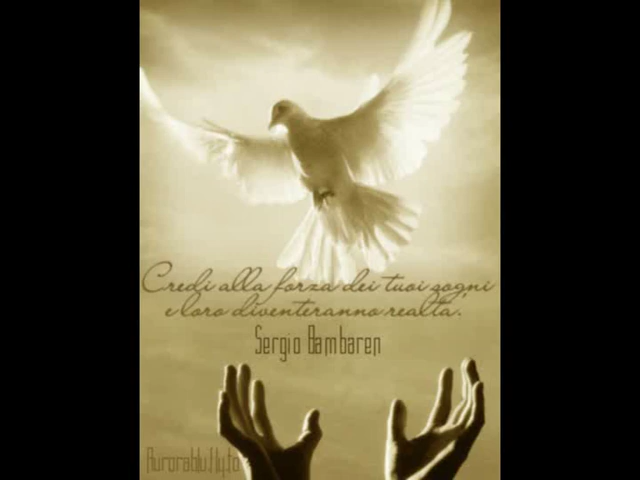 Credi alla forza dei tuoi sogni
e loro diventeranno realtà.
Sergio Bambaren
Aurorablu.fly.to